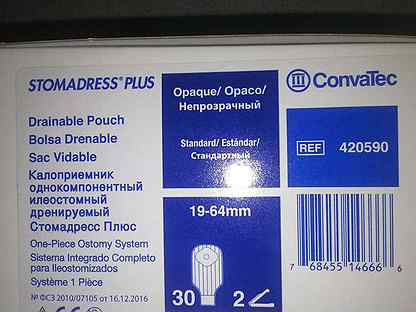 STOMADRESS® PLUS
Drainable Pouch
Bolsa Drenable
Sac Vidable
Калоприемник
однокомпонентный
илеостомный
дренируемый
Стомадресс Плюс
One-Piece Ostomy System
Sistema Integrado Completo
para Ileostomizados
Système 1 Pièce
№ ФСЗ 2010/07105 от 16.12.2016
Opaque/ Opaco/
Непрозрачный
Standard/ Estándar/
Стандартный
19-64mm
30
2
ConvaTec
REF 420590
7 68455 14666 6